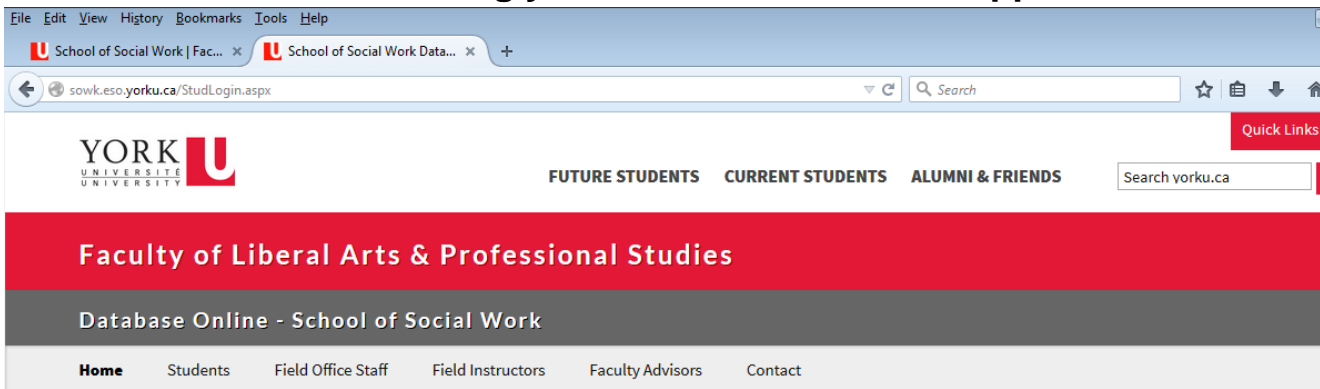 File Edit View History Bookmarks Tools Help
School of Social Work | Fac... × School of Social Work Data... × +
sowk.eso.yorku.ca/StudLogin.aspx Search
Quick Links
YORK U
UNIVERSITÉ
UNIVERSITY
FUTURE STUDENTS CURRENT STUDENTS ALUMNI & FRIENDS Search yorku.ca
Faculty of Liberal Arts & Professional Studies
Database Online - School of Social Work
Home Students Field Office Staff Field Instructors Faculty Advisors Contact